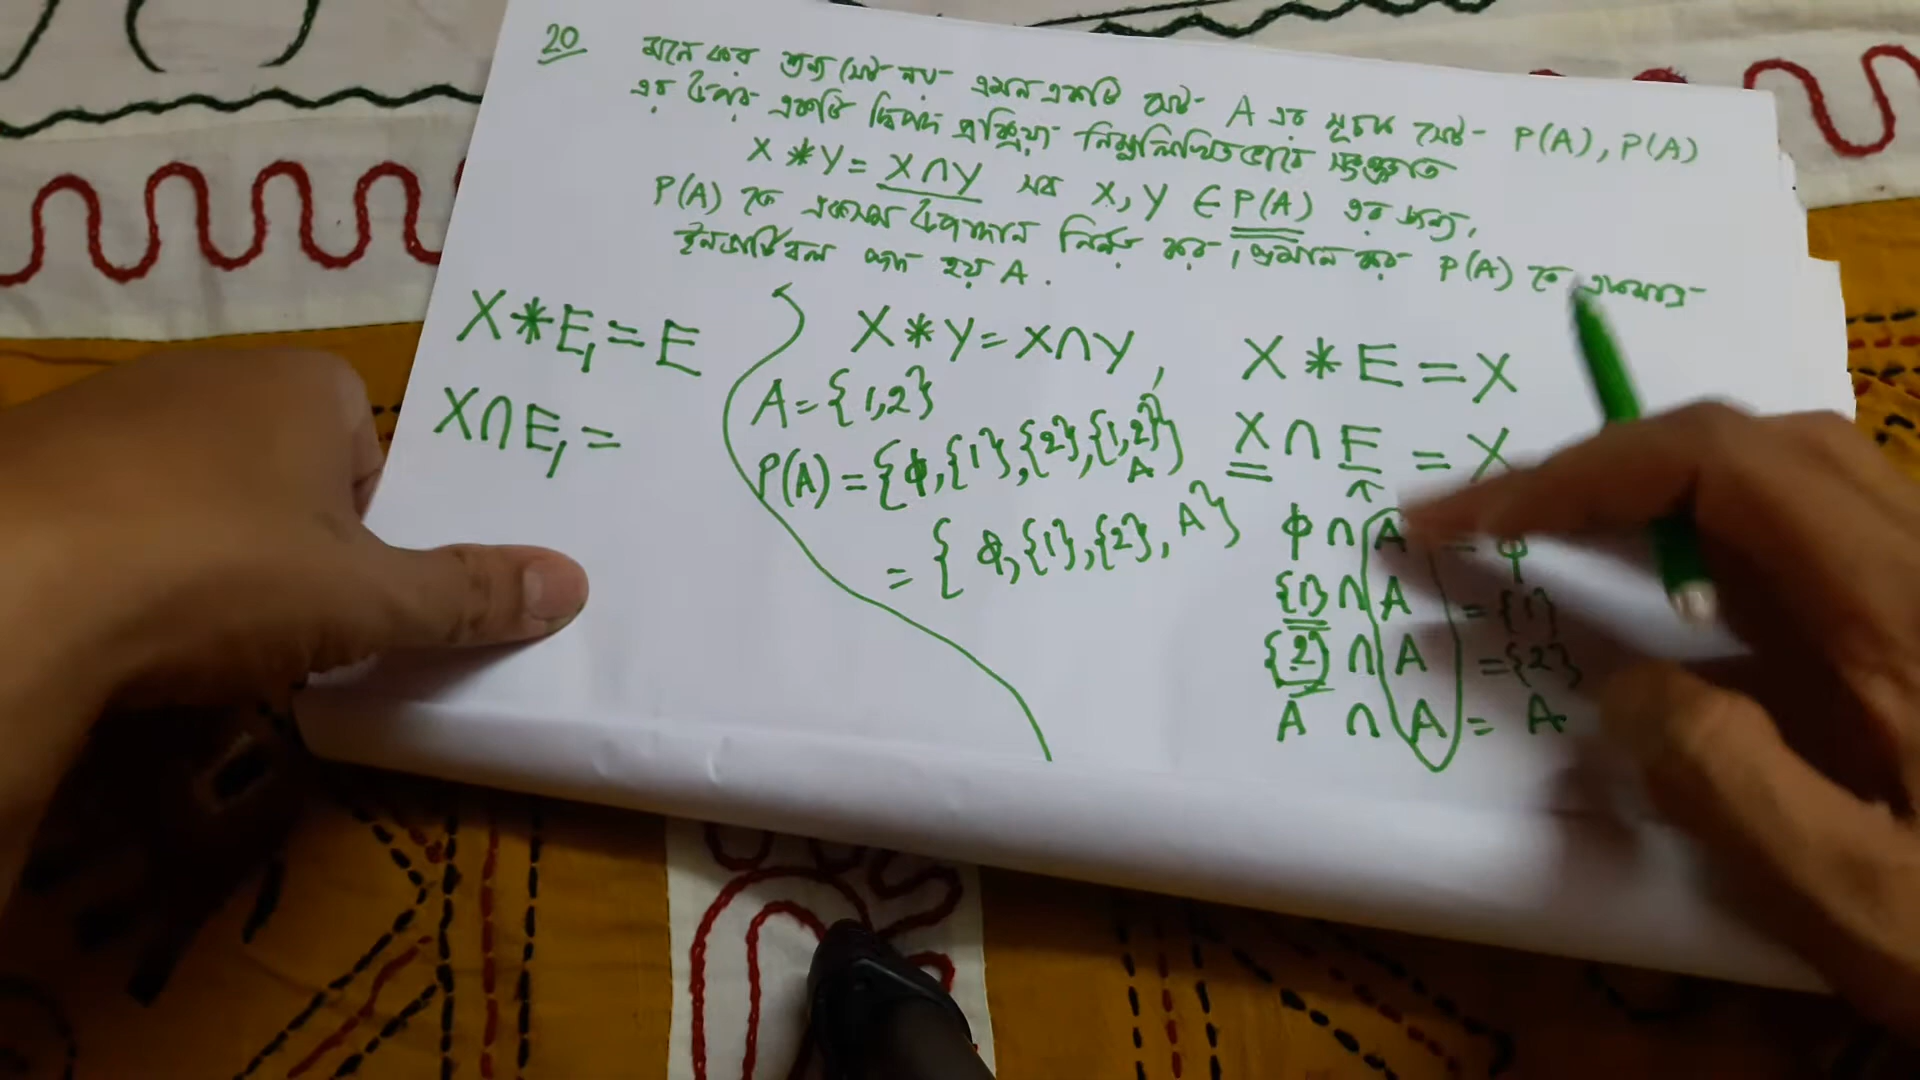 20 মনে কর শূন্য সেট নয় এমন একটি সেট A এর সূচক সেট P(A), P(A)
এর উপর একটি দ্বিপদ প্রক্রিয়া নিম্নলিখিতভাবে সংজ্ঞায়িত
X * Y = X ∩ Y সব X, Y ∈ P(A) এর জন্য,
P(A) তে একসম উপাদান নির্ণয় কর, প্রমাণ কর P(A) তে একমাত্র
ইনভার্টিবল পদ হয় A.
X * E₁ = E
X ∩ E₁ =
X * Y = X ∩ Y,
A = {1,2}
P(A) = {ϕ, {1}, {2}, {1,2}}
A
= {ϕ, {1}, {2}, A}
X * E = X
X ∩ E = X
ϕ ∩ A = ϕ
{1} ∩ A = {1}
{2} ∩ A = {2}
A ∩ A = A